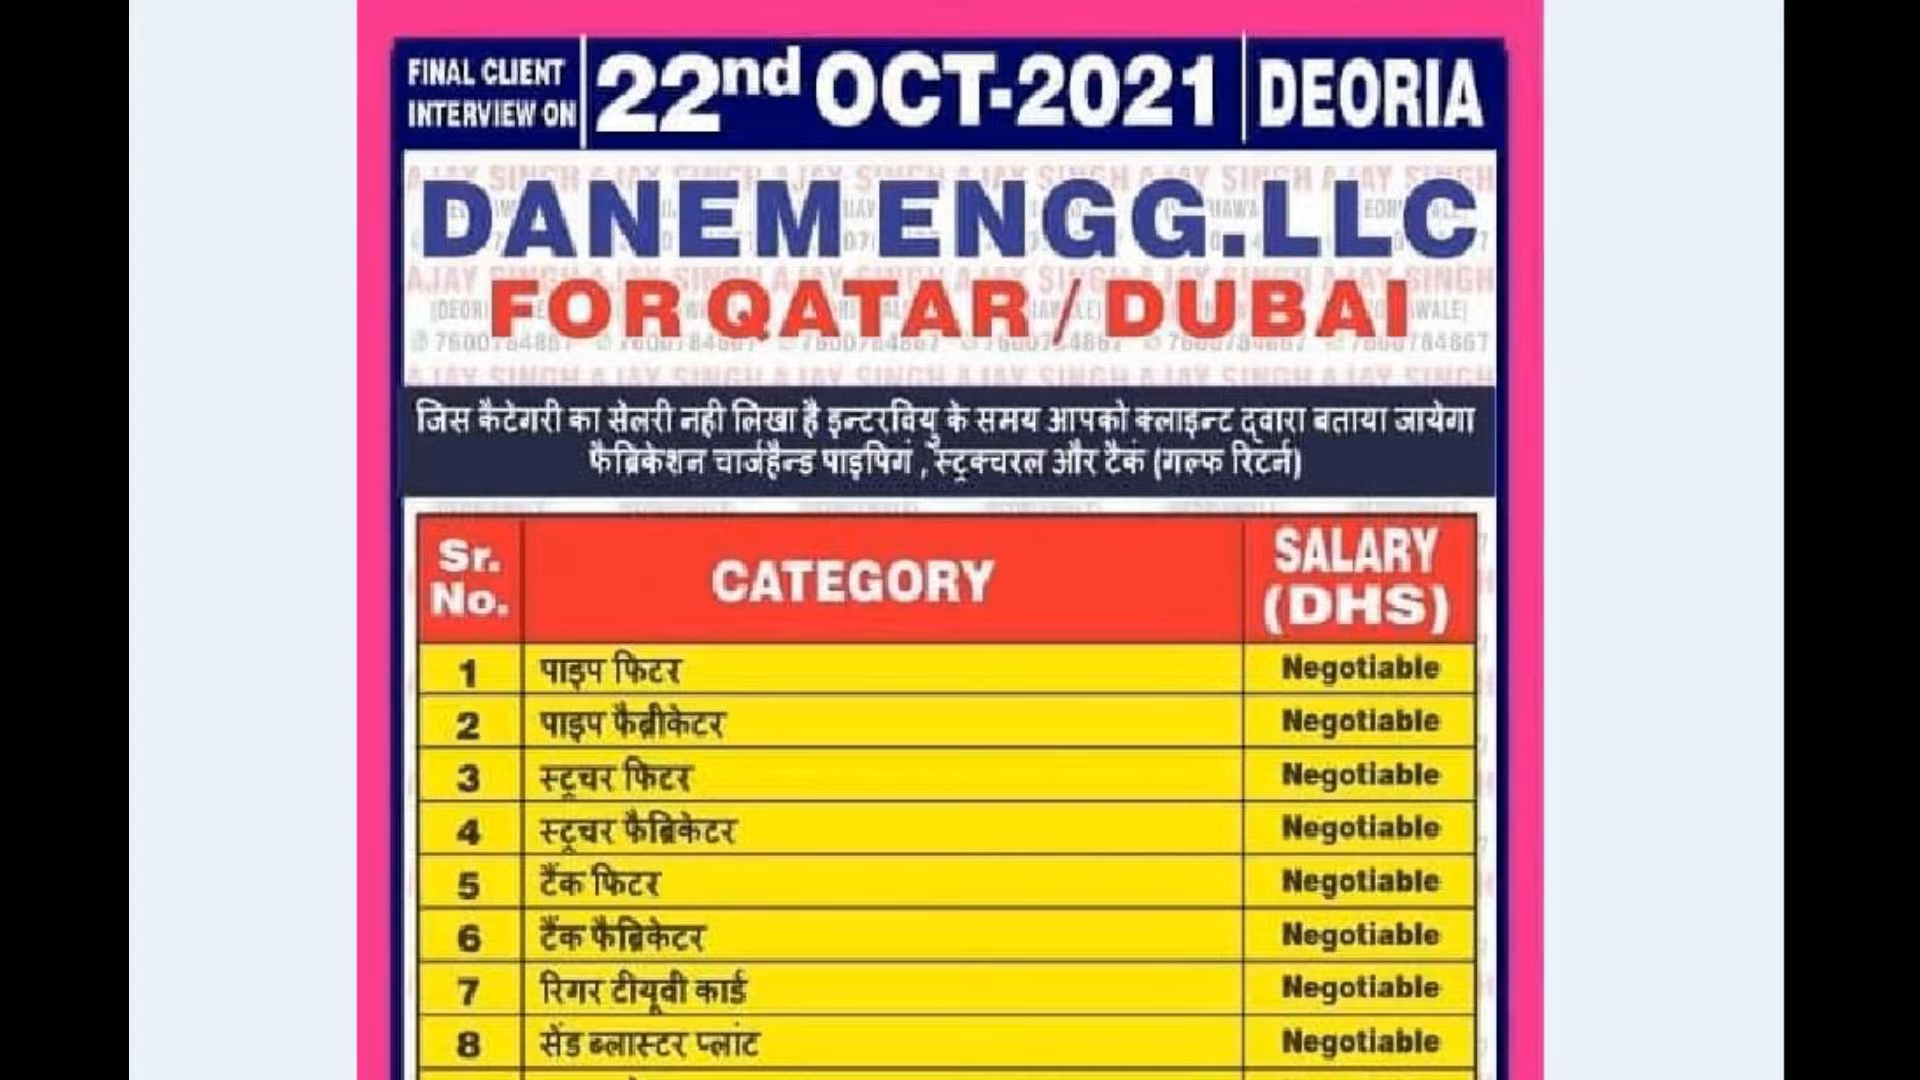 FINAL CLIENT
INTERVIEW ON
22nd OCT-2021
DEORIA
DANEM ENGG.LLC
FOR QATAR / DUBAI
जिस कैटेगरी का सेलरी नही लिखा है इन्टरवियु के समय आपको क्लाइन्ट द्वारा बताया जायेगा
फैब्रिकेशन चार्जहैन्ड पाइपिगं , स्ट्रक्चरल और टैकं (गल्फ रिटर्न)
Sr. No. CATEGORY SALARY (DHS)
1 पाइप फिटर Negotiable
2 पाइप फैब्रीकेटर Negotiable
3 स्ट्रचर फिटर Negotiable
4 स्ट्रचर फैब्रिकेटर Negotiable
5 टैंक फिटर Negotiable
6 टैंक फैब्रिकेटर Negotiable
7 रिगर टीयूवी कार्ड Negotiable
8 सेंड ब्लास्टर प्लांट Negotiable